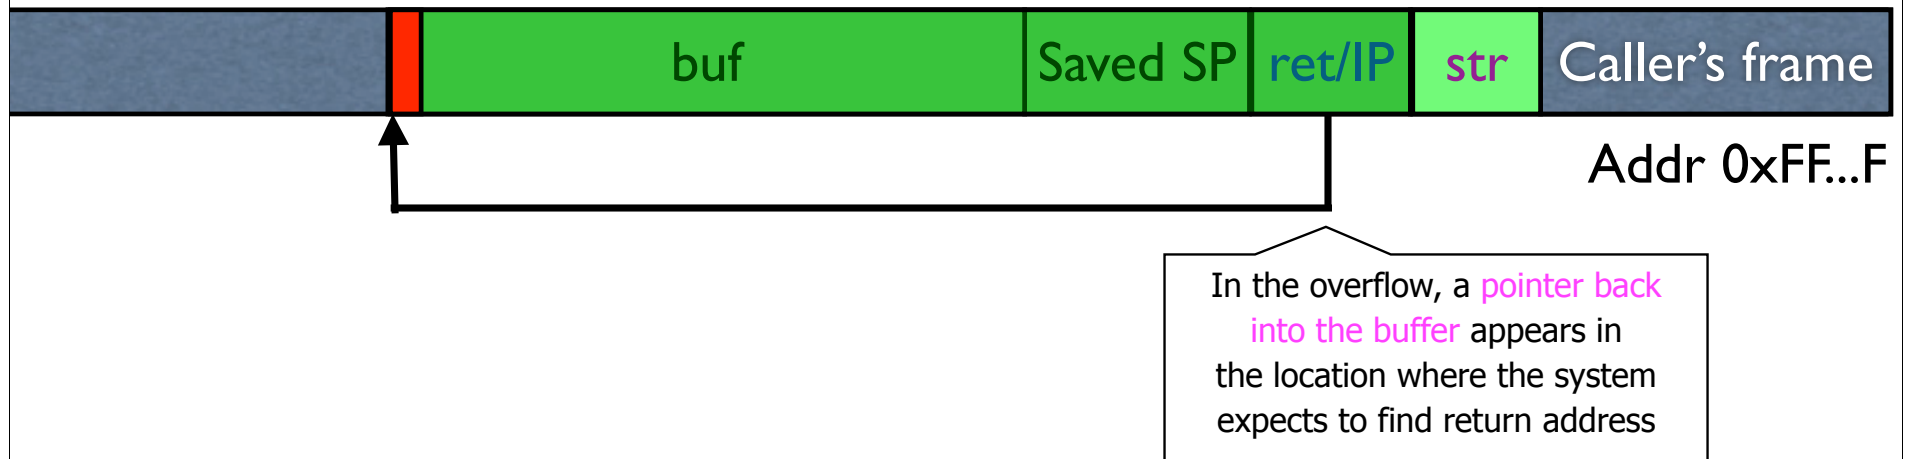 buf Saved SP ret/IP str Caller's frame
Addr 0xFF...F
In the overflow, a pointer back
into the buffer appears in
the location where the system
expects to find return address